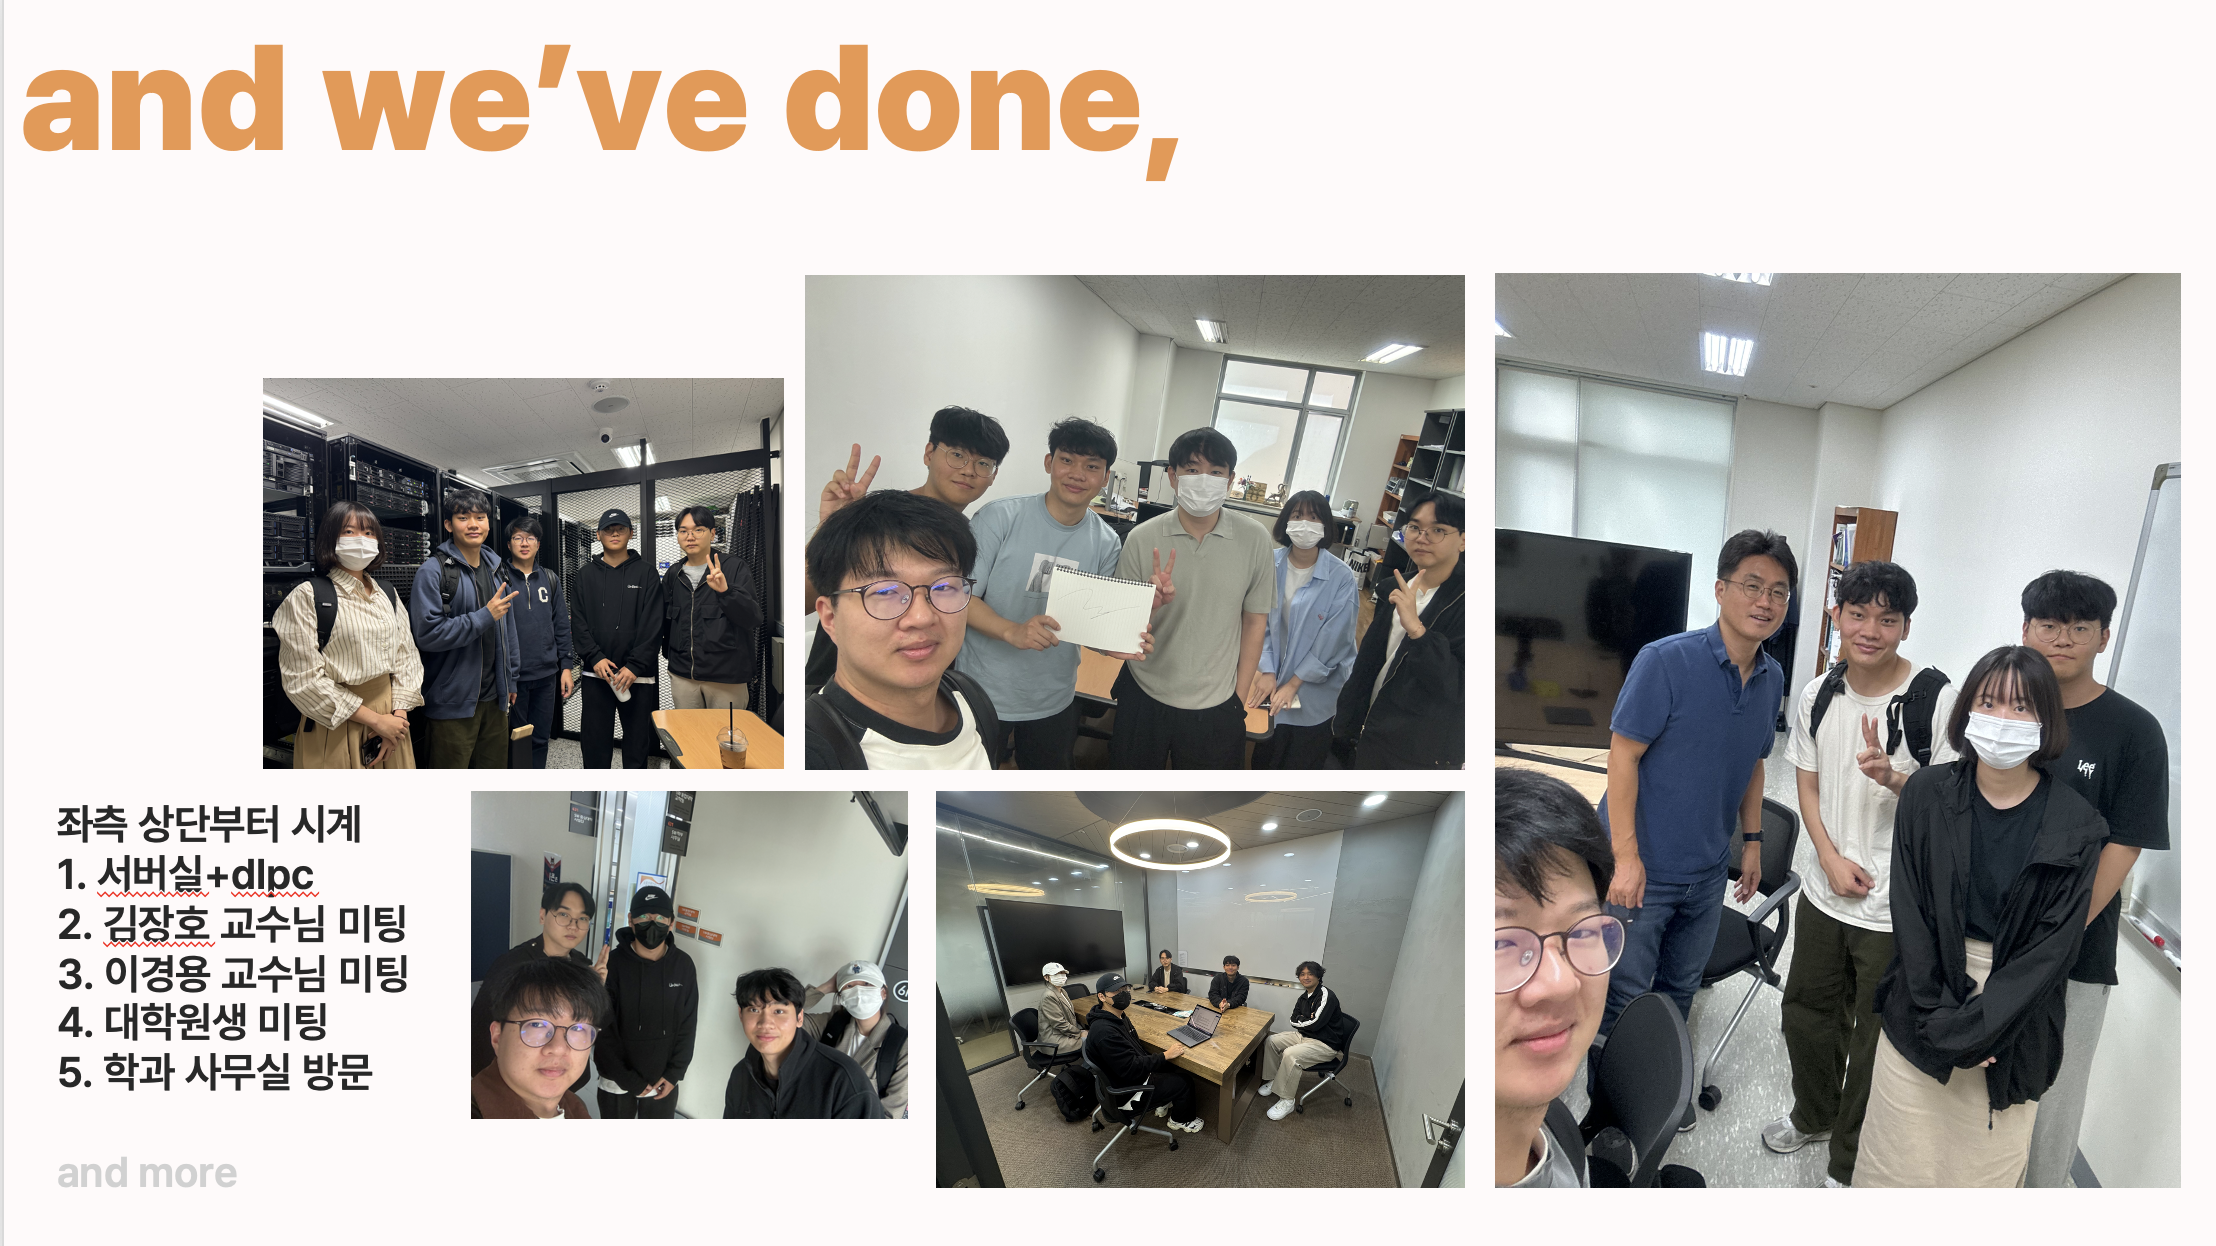 and we’ve done,
좌측 상단부터 시계
1. 서버실+dlpc
2. 김장호 교수님 미팅
3. 이경용 교수님 미팅
4. 대학원생 미팅
5. 학과 사무실 방문
and more
C
NIKE
Lee